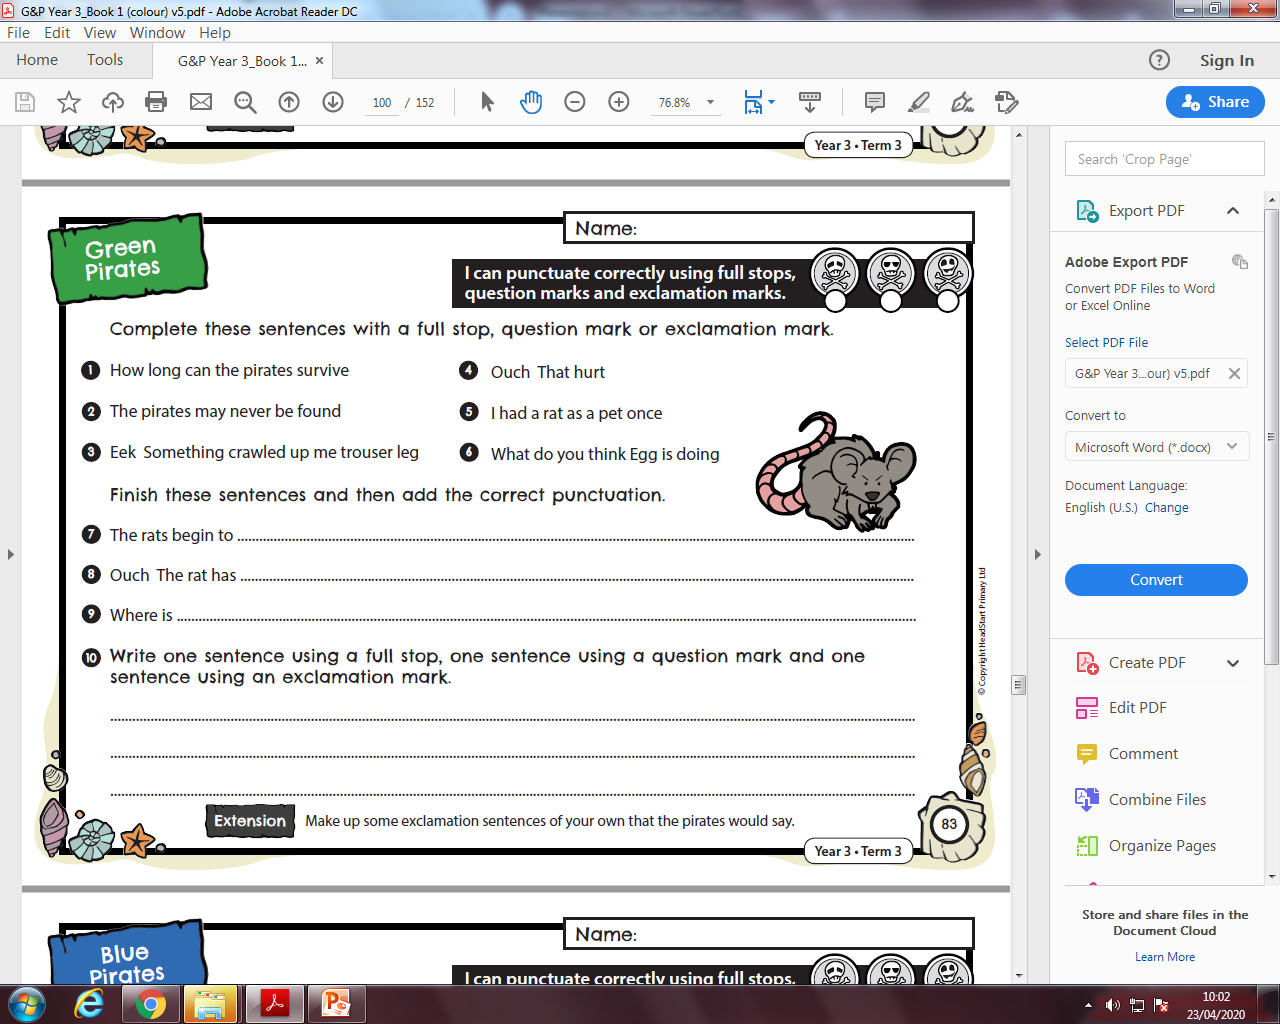 G&P Year 3_Book 1 (colour) v5.pdf - Adobe Acrobat Reader DC
File Edit View Window Help
Home Tools G&P Year 3_Book 1... × Sign In
100 / 152 76.8% Share
Year 3 • Term 3
Green
Pirates
Name:
I can punctuate correctly using full stops,
question marks and exclamation marks.
Complete these sentences with a full stop, question mark or exclamation mark.
1 How long can the pirates survive
2 The pirates may never be found
3 Eek Something crawled up me trouser leg
4 Ouch That hurt
5 I had a rat as a pet once
6 What do you think Egg is doing
Finish these sentences and then add the correct punctuation.
7 The rats begin to
8 Ouch The rat has
9 Where is
10 Write one sentence using a full stop, one sentence using a question mark and one
sentence using an exclamation mark.
Extension Make up some exclamation sentences of your own that the pirates would say.
83
Year 3 • Term 3
© Copyright HeadStart Primary Ltd
Blue
Pirates
Name:
I can punctuate correctly using full stops,
Search 'Crop Page'
Export PDF
Adobe Export PDF
Convert PDF Files to Word
or Excel Online
Select PDF File
G&P Year 3...our) v5.pdf
Convert to
Microsoft Word (*.docx)
Document Language:
English (U.S.) Change
Convert
Create PDF
Edit PDF
Comment
Combine Files
Organize Pages
Store and share files in the
Document Cloud
Learn More
10:02
23/04/2020